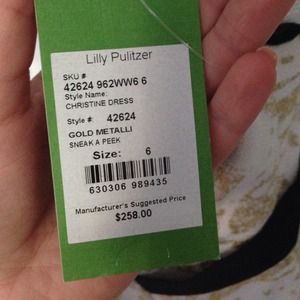 Lilly Pulitzer
SKU #
42624 962WW6 6
Style Name:
CHRISTINE DRESS
Style #: 42624
GOLD METALLI
SNEAK A PEEK
Size: 6
630306 989435
Manufacturer's Suggested Price
$258.00